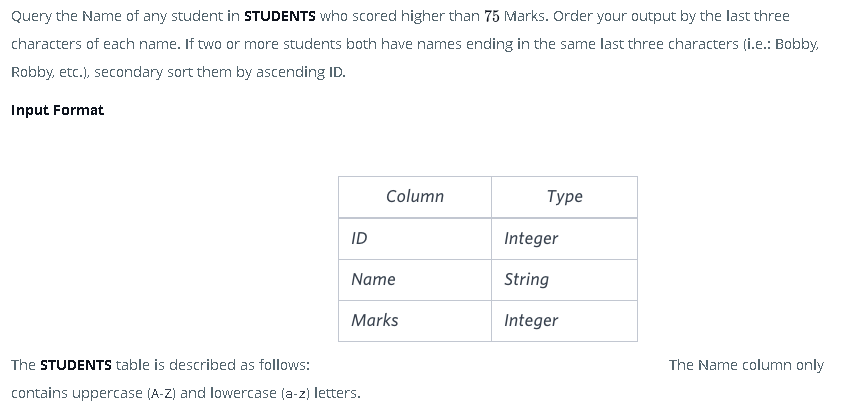 Query the Name of any student in STUDENTS who scored higher than 75 Marks. Order your output by the last three
characters of each name. If two or more students both have names ending in the same last three characters (i.e.: Bobby,
Robby, etc.), secondary sort them by ascending ID.
Input Format
Column Type
ID Integer
Name String
Marks Integer
The STUDENTS table is described as follows: The Name column only
contains uppercase (A-Z) and lowercase (a-z) letters.